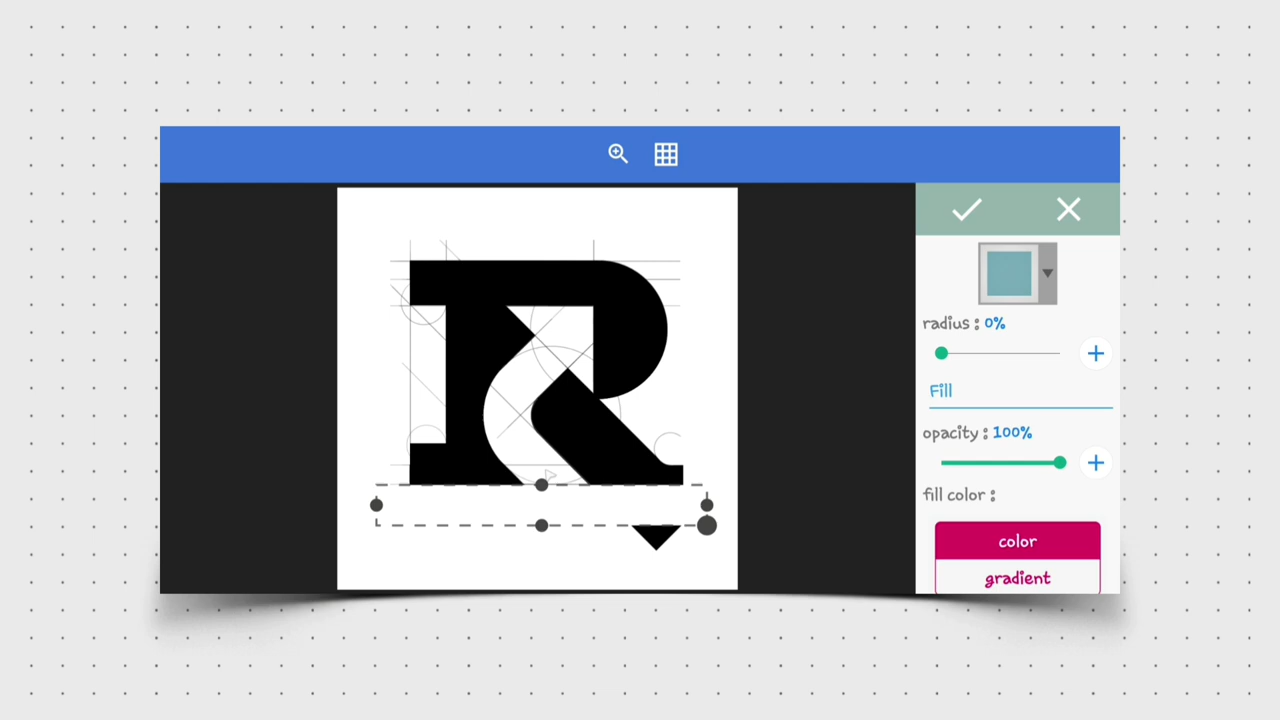 R
radius : 0%
Fill
opacity : 100%
fill color :
color
gradient